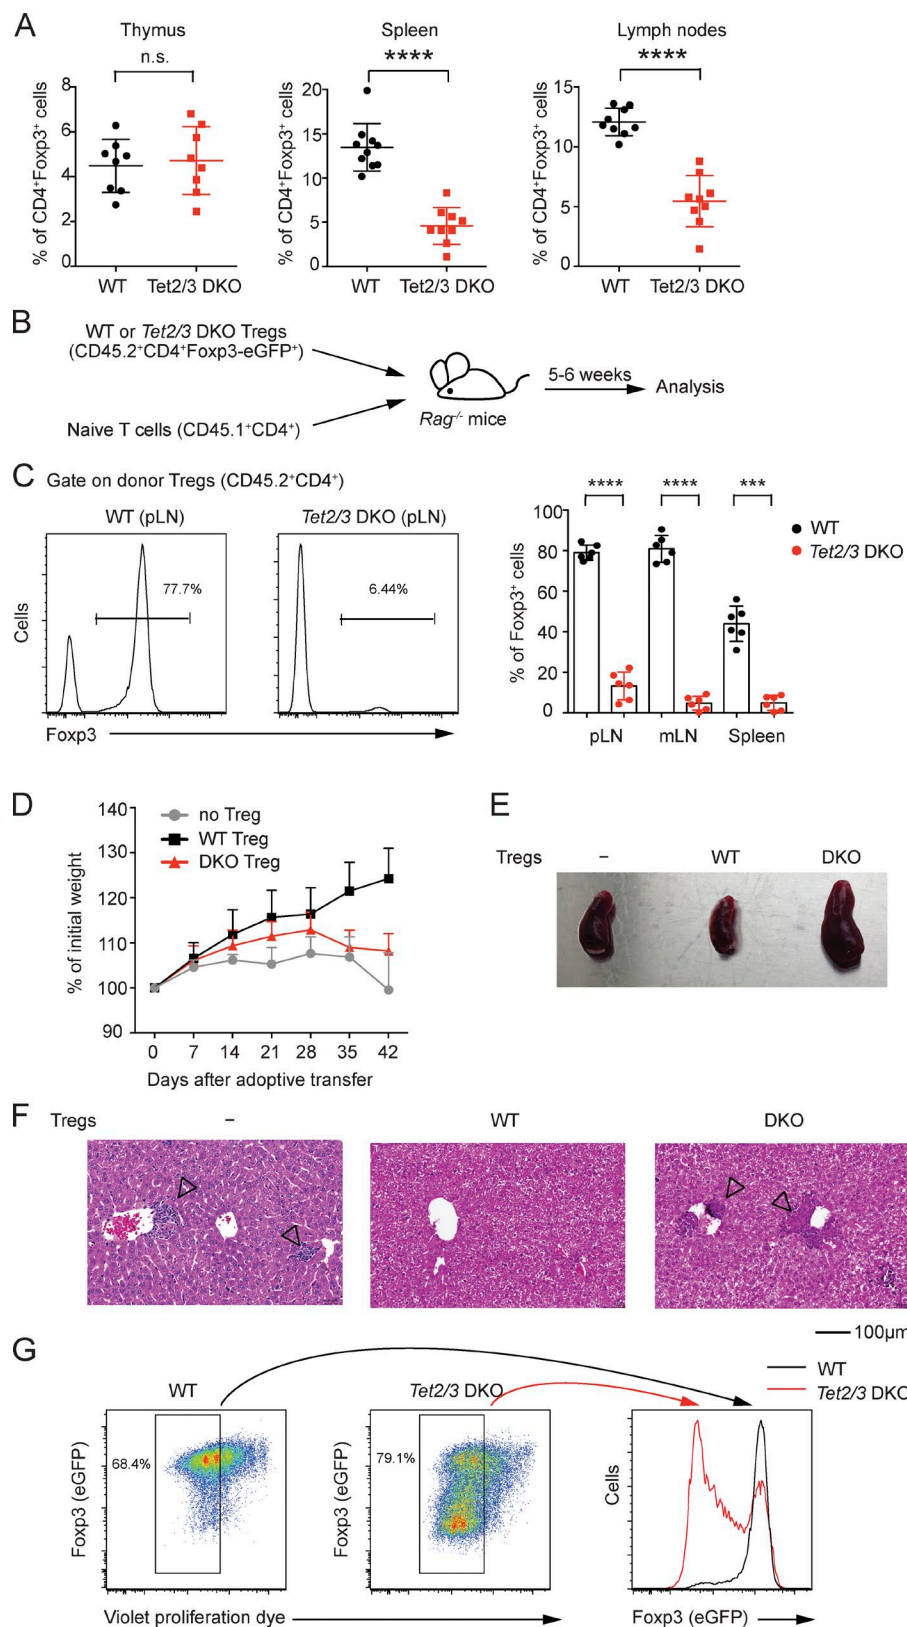 A
Thymus
Spleen
Lymph nodes
n.s.
****
****
% of CD4⁺Foxp3⁺ cells
8
6
4
2
0
WT
Tet2/3 DKO
% of CD4⁺Foxp3⁺ cells
20
15
10
5
0
WT
Tet2/3 DKO
% of CD4⁺Foxp3⁺ cells
15
10
5
0
WT
Tet2/3 DKO
B
WT or Tet2/3 DKO Tregs
(CD45.2⁺CD4⁺Foxp3-eGFP⁺)
Naive T cells (CD45.1⁺CD4⁺)
Rag⁻/⁻ mice
5-6 weeks
Analysis
C
Gate on donor Tregs (CD45.2⁺CD4⁺)
WT (pLN)
Tet2/3 DKO (pLN)
77.7%
6.44%
Cells
Foxp3
****
****
***
WT
Tet2/3 DKO
% of Foxp3⁺ cells
100
80
60
40
20
0
pLN
mLN
Spleen
D
no Treg
WT Treg
DKO Treg
% of initial weight
140
130
120
110
100
90
0
7
14
21
28
35
42
Days after adoptive transfer
E
Tregs
–
WT
DKO
F
Tregs
–
WT
DKO
100µm
G
WT
Tet2/3 DKO
WT
Tet2/3 DKO
68.4%
79.1%
Foxp3 (eGFP)
Foxp3 (eGFP)
Cells
Violet proliferation dye
Foxp3 (eGFP)